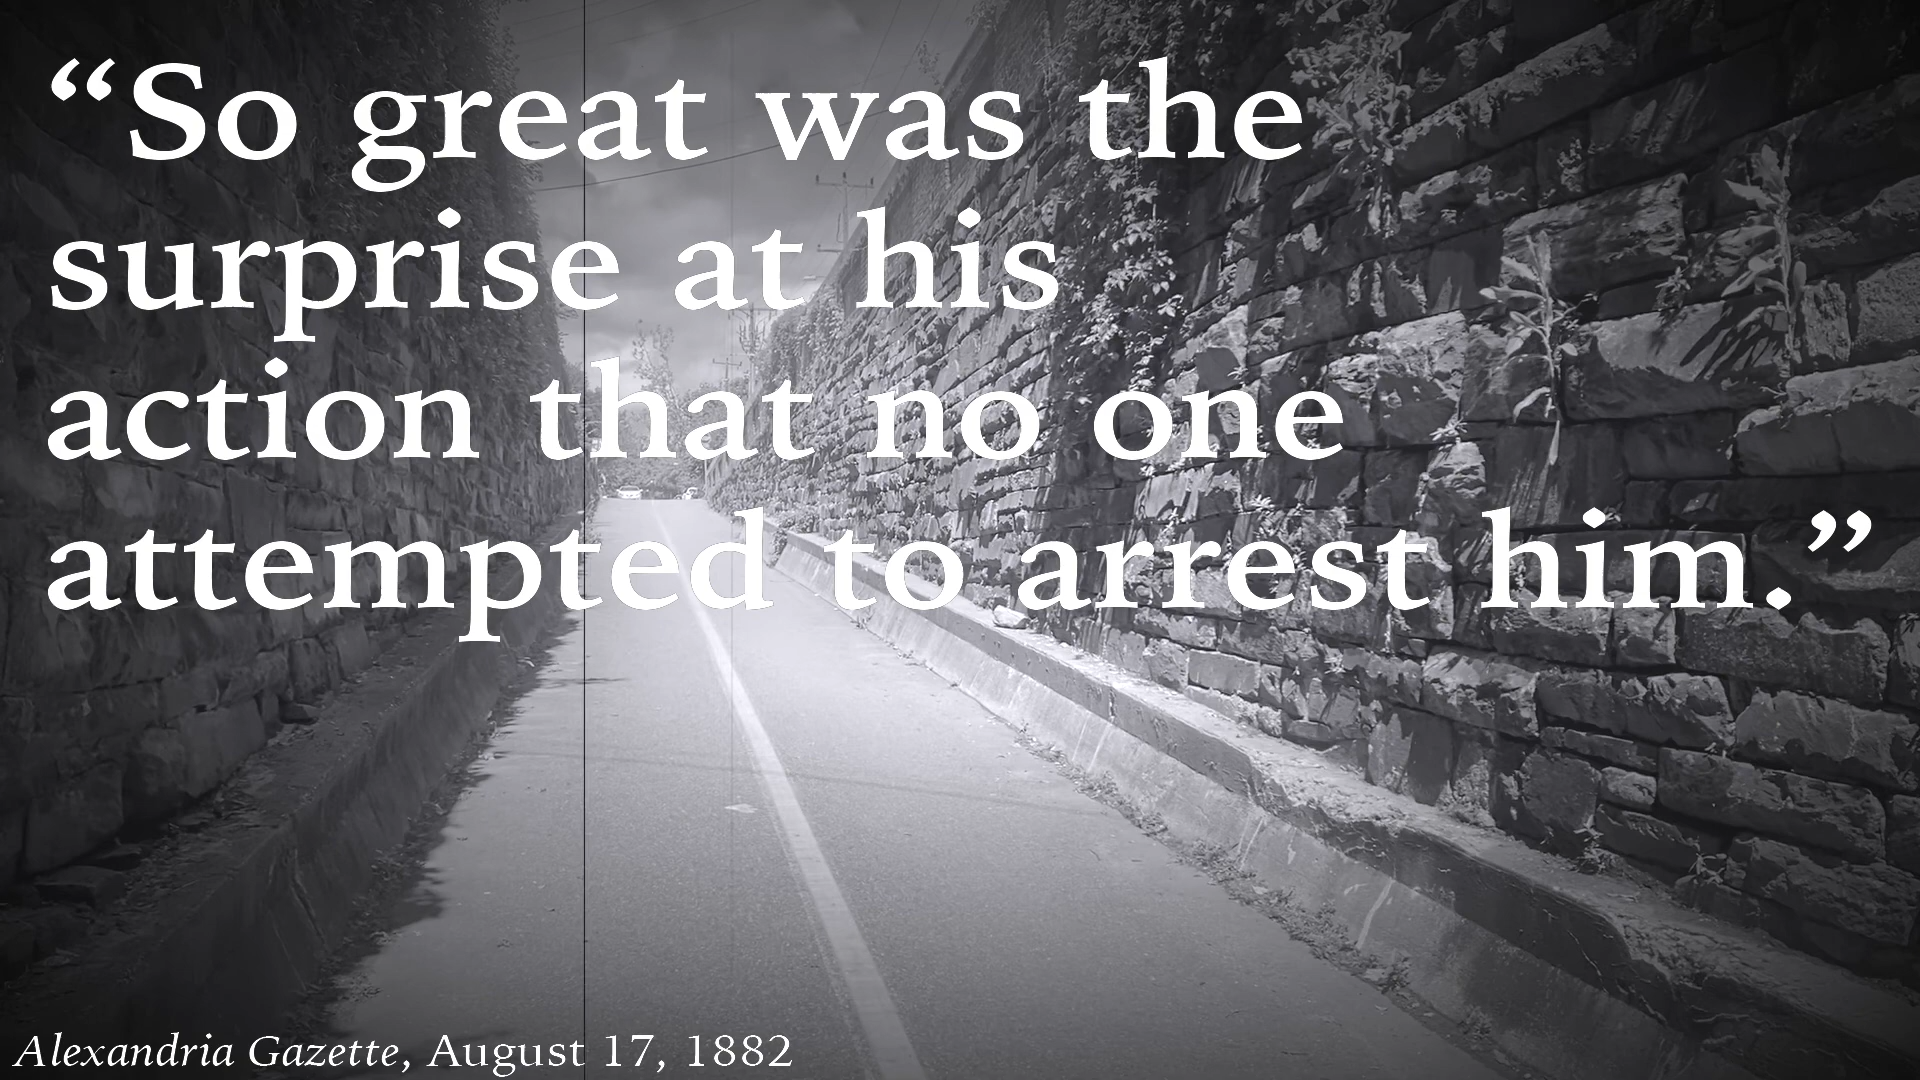 “So great was the
surprise at his
action that no one
attempted to arrest him.”
Alexandria Gazette, August 17, 1882